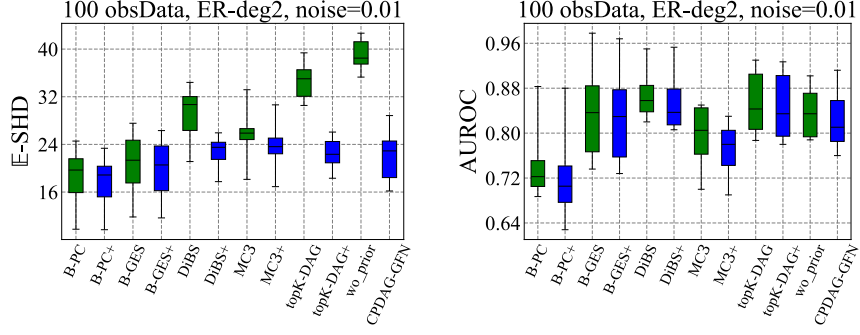 100 obsData, ER-deg2, noise=0.01
𝔼-SHD
40
32
24
16
B-PC
B-PC+
B-GES
B-GES+
DiBS
DiBS+
MC3
MC3+
topK-DAG
topK-DAG+
wo_prior
CPDAG-GFN
100 obsData, ER-deg2, noise=0.01
AUROC
0.96
0.88
0.80
0.72
0.64
B-PC
B-PC+
B-GES
B-GES+
DiBS
DiBS+
MC3
MC3+
topK-DAG
topK-DAG+
wo_prior
CPDAG-GFN